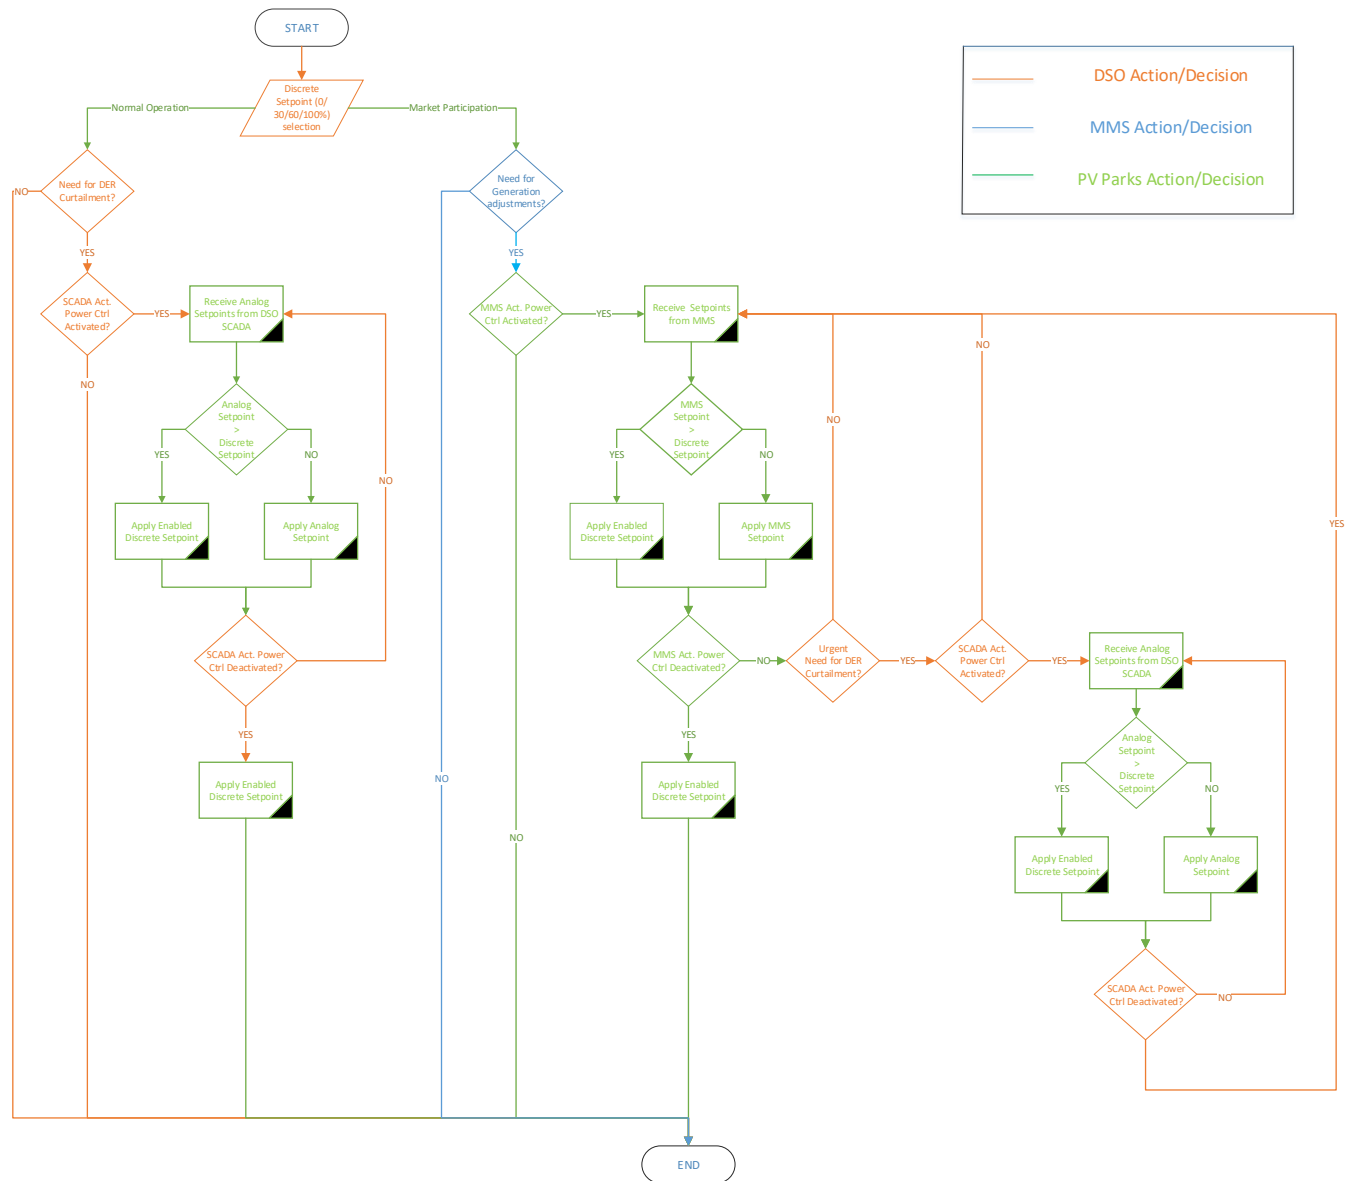 START
DSO Action/Decision
MMS Action/Decision
PV Parks Action/Decision
Discrete
Setpoint (0/
30/60/100%)
selection
Normal Operation
Market Participation
Need for DER
Curtailment?
NO
YES
SCADA Act.
Power Ctrl
Activated?
YES
NO
Receive Analog
Setpoints from DSO
SCADA
Analog
Setpoint
>
Discrete
Setpoint
YES
NO
Apply Enabled
Discrete Setpoint
Apply Analog
Setpoint
SCADA Act. Power
Ctrl Deactivated?
NO
YES
Apply Enabled
Discrete Setpoint
Need for
Generation
adjustments?
YES
NO
MMS Act. Power
Ctrl Activated?
YES
NO
Receive Setpoints
from MMS
MMS
Setpoint
>
Discrete
Setpoint
YES
NO
Apply Enabled
Discrete Setpoint
Apply MMS
Setpoint
MMS Act. Power
Ctrl Deactivated?
NO
YES
Apply Enabled
Discrete Setpoint
Urgent
Need for DER
Curtailment?
NO
YES
SCADA Act.
Power Ctrl
Activated?
NO
YES
Receive Analog
Setpoints from DSO
SCADA
Analog
Setpoint
>
Discrete
Setpoint
YES
NO
Apply Enabled
Discrete Setpoint
Apply Analog
Setpoint
SCADA Act. Power
Ctrl Deactivated?
NO
YES
END